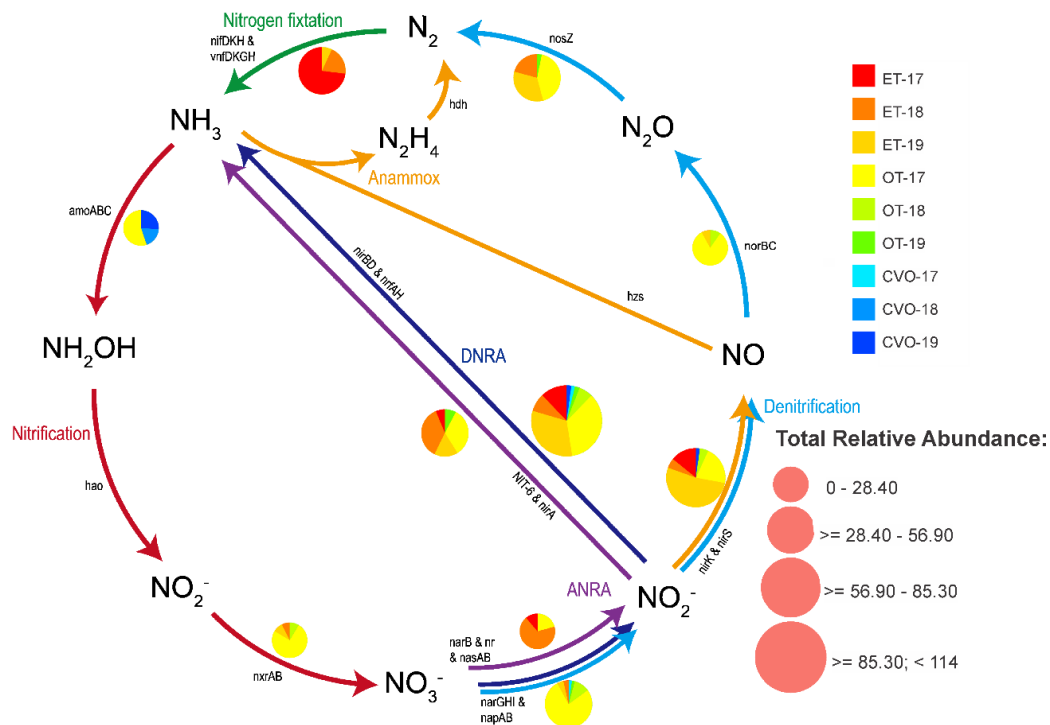 Nitrogen fixtation
nifDKH &
vnfDKGH
N2
nosZ
NH3
hdh
N2H4
Anammox
N2O
amoABC
nirBD & nrfAH
norBC
hzs
NH2OH
DNRA
NO
Nitrification
hao
NIT-6 & nirA
Denitrification
nirK & nirS
NO2-
ANRA
NO2-
nxrAB
narB & nr
& nasAB
NO3-
narGHI &
napAB
ET-17
ET-18
ET-19
OT-17
OT-18
OT-19
CVO-17
CVO-18
CVO-19
Total Relative Abundance:
0 - 28.40
>= 28.40 - 56.90
>= 56.90 - 85.30
>= 85.30; < 114